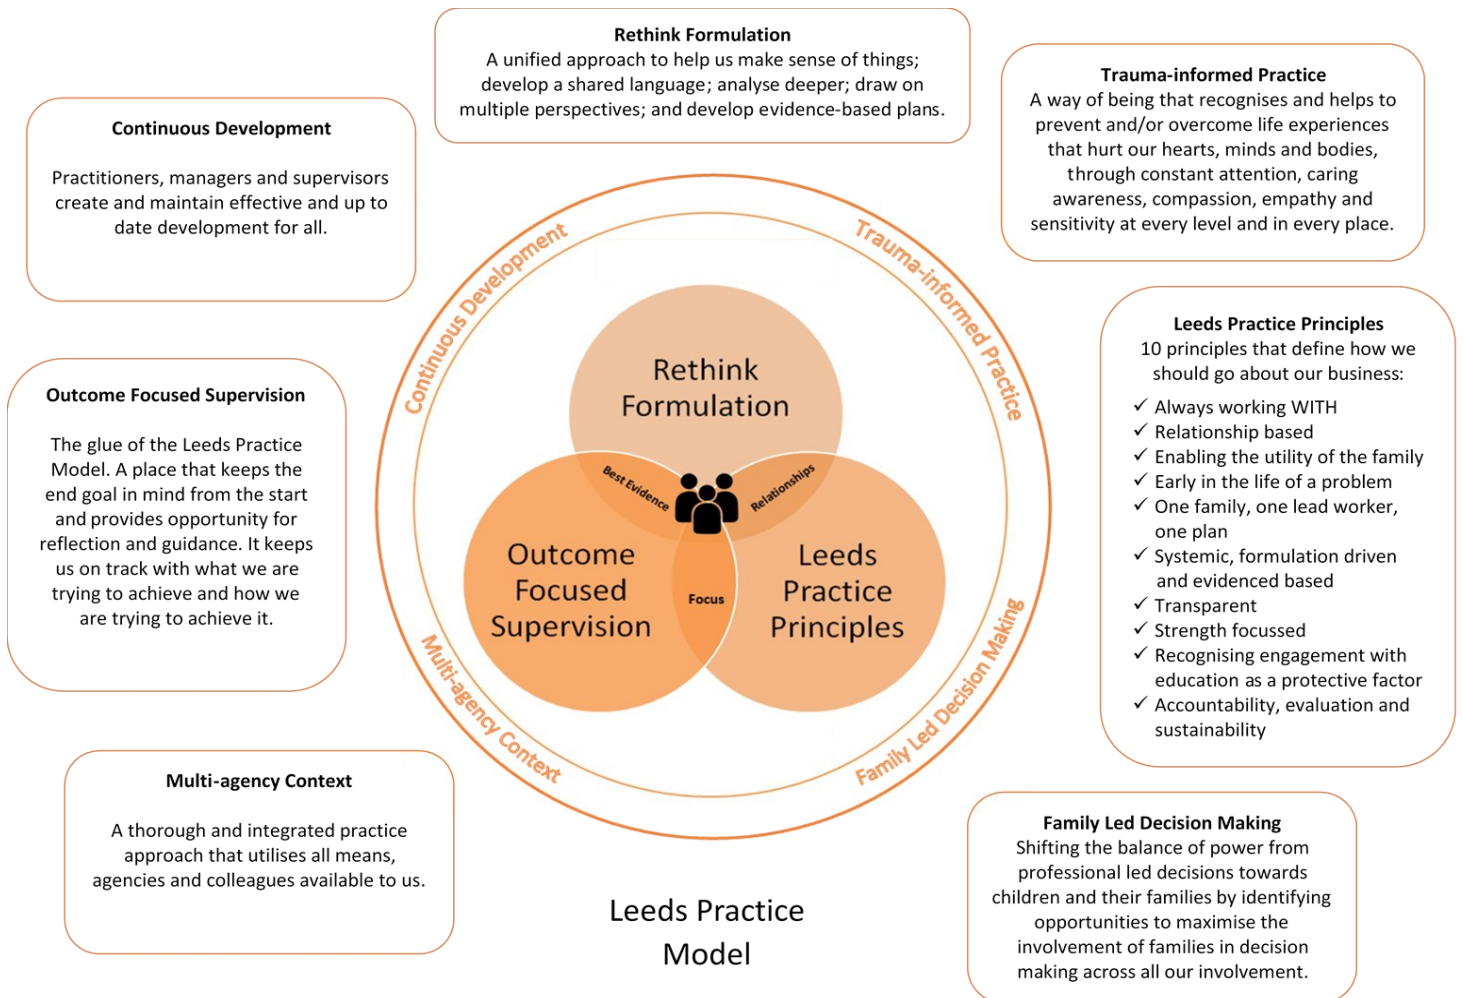 Rethink Formulation
A unified approach to help us make sense of things;
develop a shared language; analyse deeper; draw on
multiple perspectives; and develop evidence-based plans.
Trauma-informed Practice
A way of being that recognises and helps to
prevent and/or overcome life experiences
that hurt our hearts, minds and bodies,
through constant attention, caring
awareness, compassion, empathy and
sensitivity at every level and in every place.
Continuous Development
Practitioners, managers and supervisors
create and maintain effective and up to
date development for all.
Outcome Focused Supervision
The glue of the Leeds Practice
Model. A place that keeps the
end goal in mind from the start
and provides opportunity for
reflection and guidance. It keeps
us on track with what we are
trying to achieve and how we
are trying to achieve it.
Continuous Development
Trauma-informed Practice
Rethink
Formulation
Best Evidence
Relationships
Outcome
Focused
Supervision
Focus
Leeds
Practice
Principles
Multi-agency Context
Family Led Decision Making
Leeds Practice Principles
10 principles that define how we
should go about our business:
✓ Always working WITH
✓ Relationship based
✓ Enabling the utility of the family
✓ Early in the life of a problem
✓ One family, one lead worker,
one plan
✓ Systemic, formulation driven
and evidenced based
✓ Transparent
✓ Strength focussed
✓ Recognising engagement with
education as a protective factor
✓ Accountability, evaluation and
sustainability
Multi-agency Context
A thorough and integrated practice
approach that utilises all means,
agencies and colleagues available to us.
Leeds Practice
Model
Family Led Decision Making
Shifting the balance of power from
professional led decisions towards
children and their families by identifying
opportunities to maximise the
involvement of families in decision
making across all our involvement.